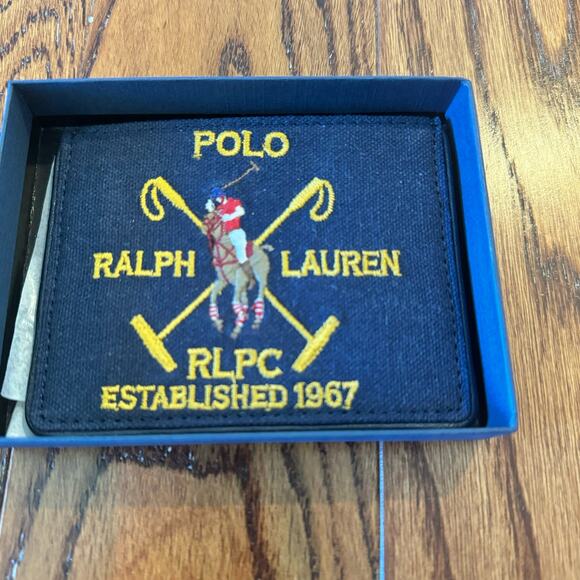 POLO
RALPH LAUREN
RLPC
ESTABLISHED 1967